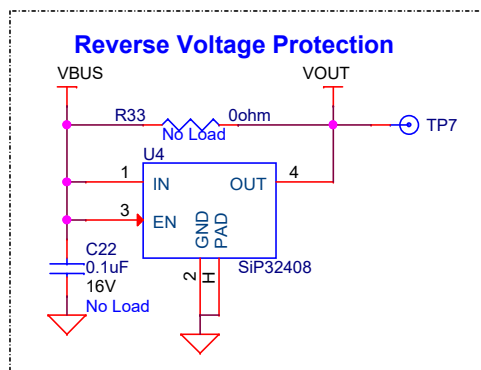 Reverse Voltage Protection
VBUS
VOUT
R33
0ohm
No Load
TP7
U4
1
IN
OUT
4
3
EN
GND
PAD
C22
0.1uF
16V
No Load
2
H
SiP32408